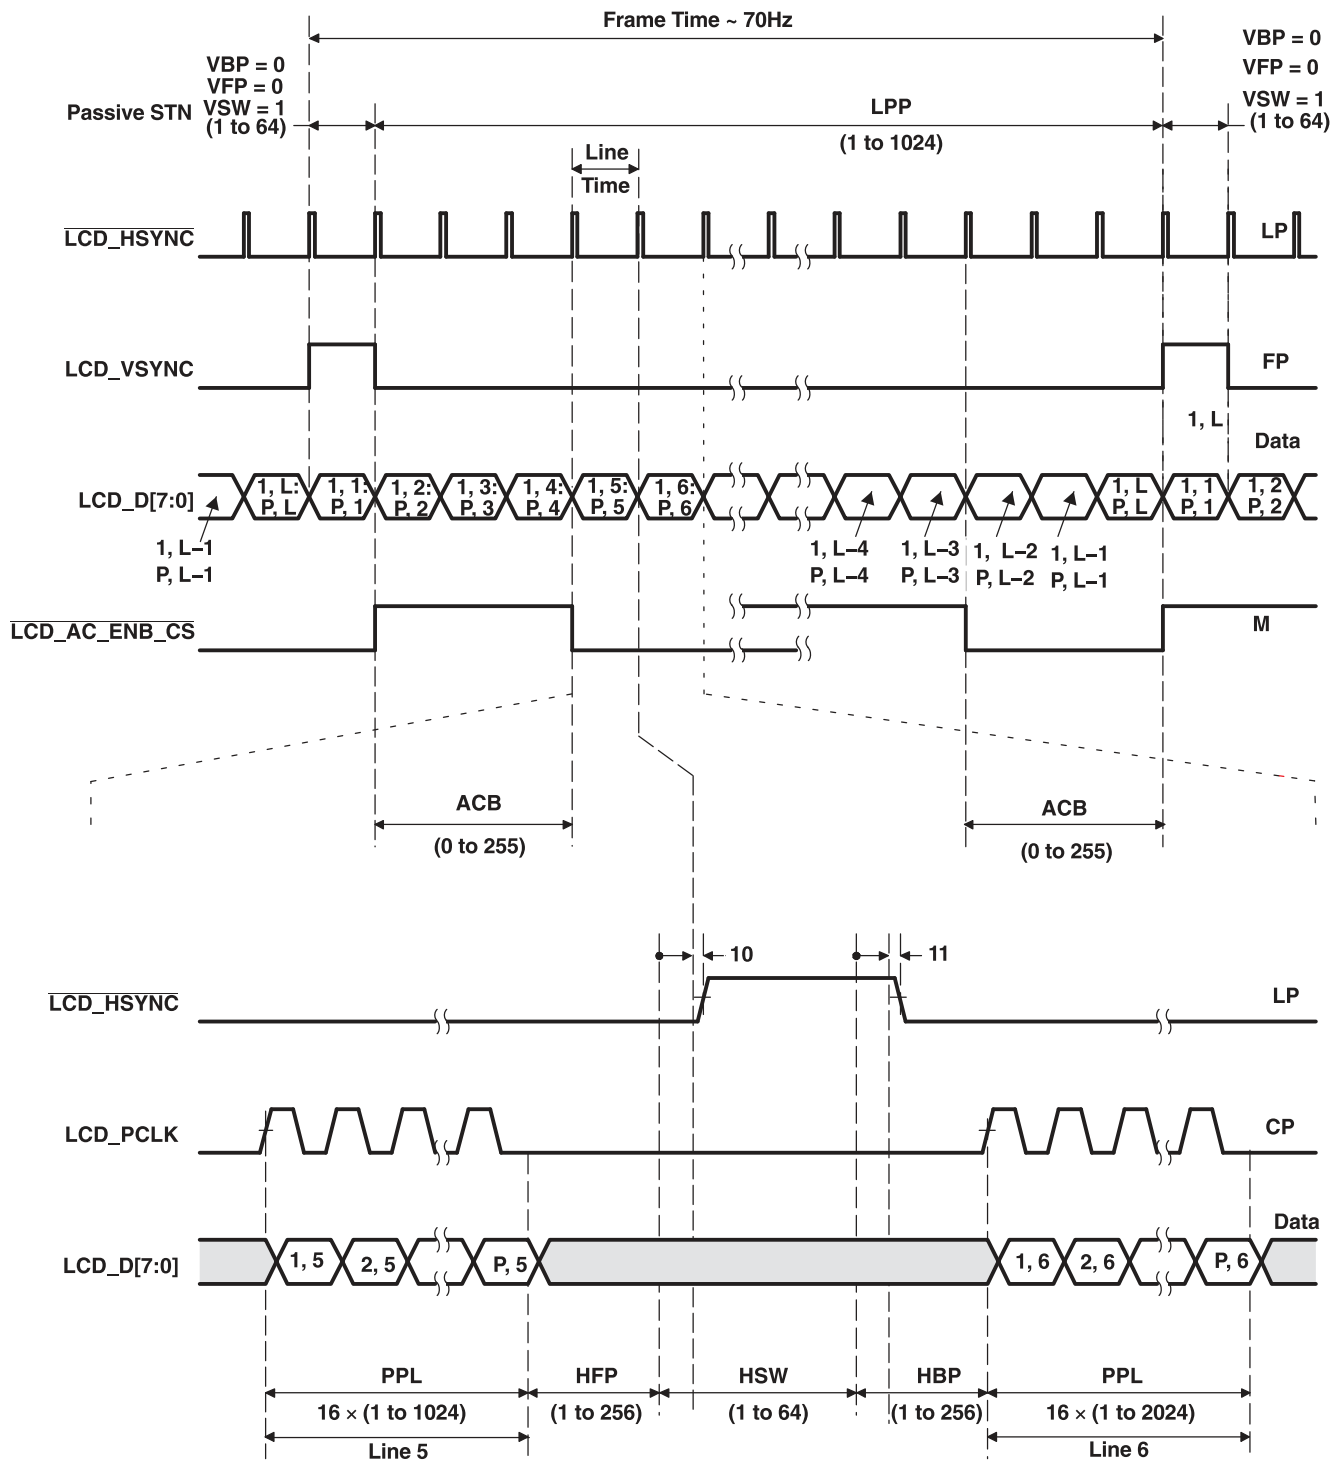 Frame Time ~ 70Hz
VBP = 0
VFP = 0
VSW = 1
(1 to 64)
Passive STN
LPP
(1 to 1024)
VBP = 0
VFP = 0
VSW = 1
(1 to 64)
Line
Time
LCD_HSYNC
LP
LCD_VSYNC
FP
1, L
Data
LCD_D[7:0]
1, L:
P, L
1, 1:
P, 1
1, 2:
P, 2
1, 3:
P, 3
1, 4:
P, 4
1, 5:
P, 5
1, 6:
P, 6
1, L
P, L
1, 1
P, 1
1, 2
P, 2
1, L–1
P, L–1
1, L–4
P, L–4
1, L–3
P, L–3
1, L–2
P, L–2
1, L–1
P, L–1
LCD_AC_ENB_CS
M
ACB
(0 to 255)
ACB
(0 to 255)
10
11
LCD_HSYNC
LP
LCD_PCLK
CP
Data
LCD_D[7:0]
1, 5
2, 5
P, 5
1, 6
2, 6
P, 6
PPL
HFP
HSW
HBP
PPL
16 × (1 to 1024)
(1 to 256)
(1 to 64)
(1 to 256)
16 × (1 to 2024)
Line 5
Line 6